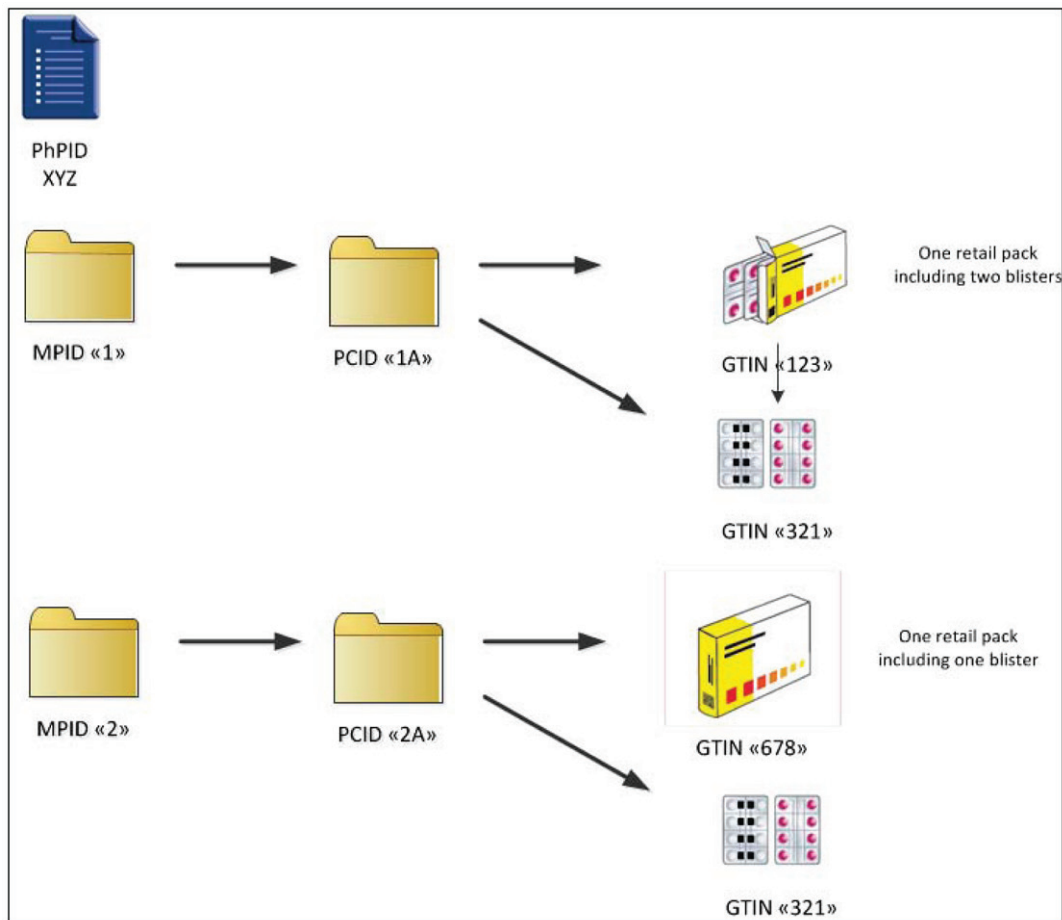 PhPID
XYZ
MPID «1»
PCID «1A»
GTIN «123»
One retail pack
including two blisters
GTIN «321»
MPID «2»
PCID «2A»
GTIN «678»
One retail pack
including one blister
GTIN «321»